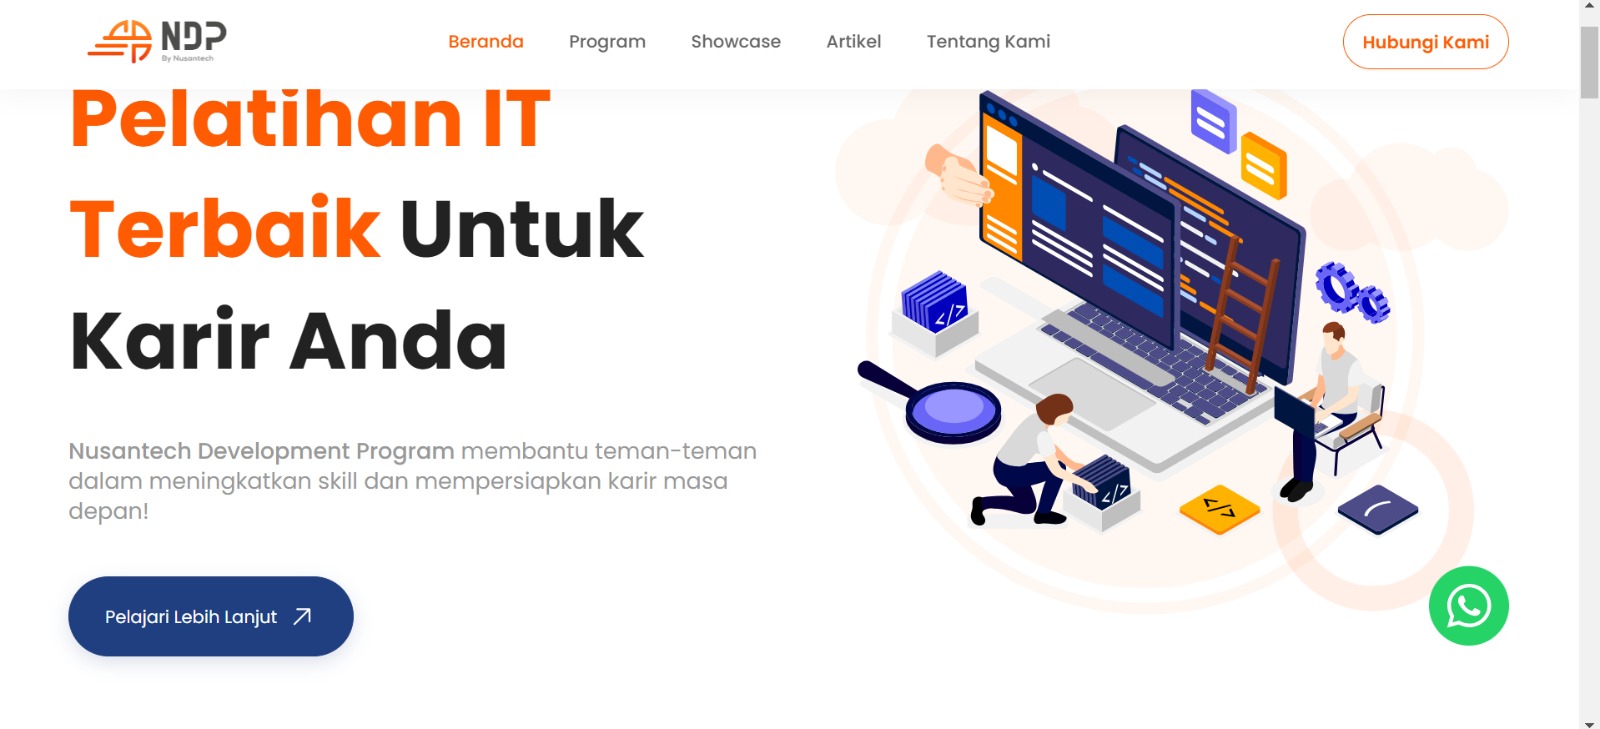 NDP
By Nusantech
Beranda
Program
Showcase
Artikel
Tentang Kami
Hubungi Kami
Pelatihan IT
Terbaik Untuk
Karir Anda
Nusantech Development Program membantu teman-teman
dalam meningkatkan skill dan mempersiapkan karir masa
depan!
</>
</>
</>
Pelajari Lebih Lanjut